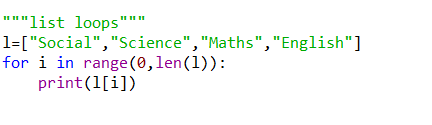 """list loops"""
l=["Social","Science","Maths","English"]
for i in range(0,len(l)):
    print(l[i])